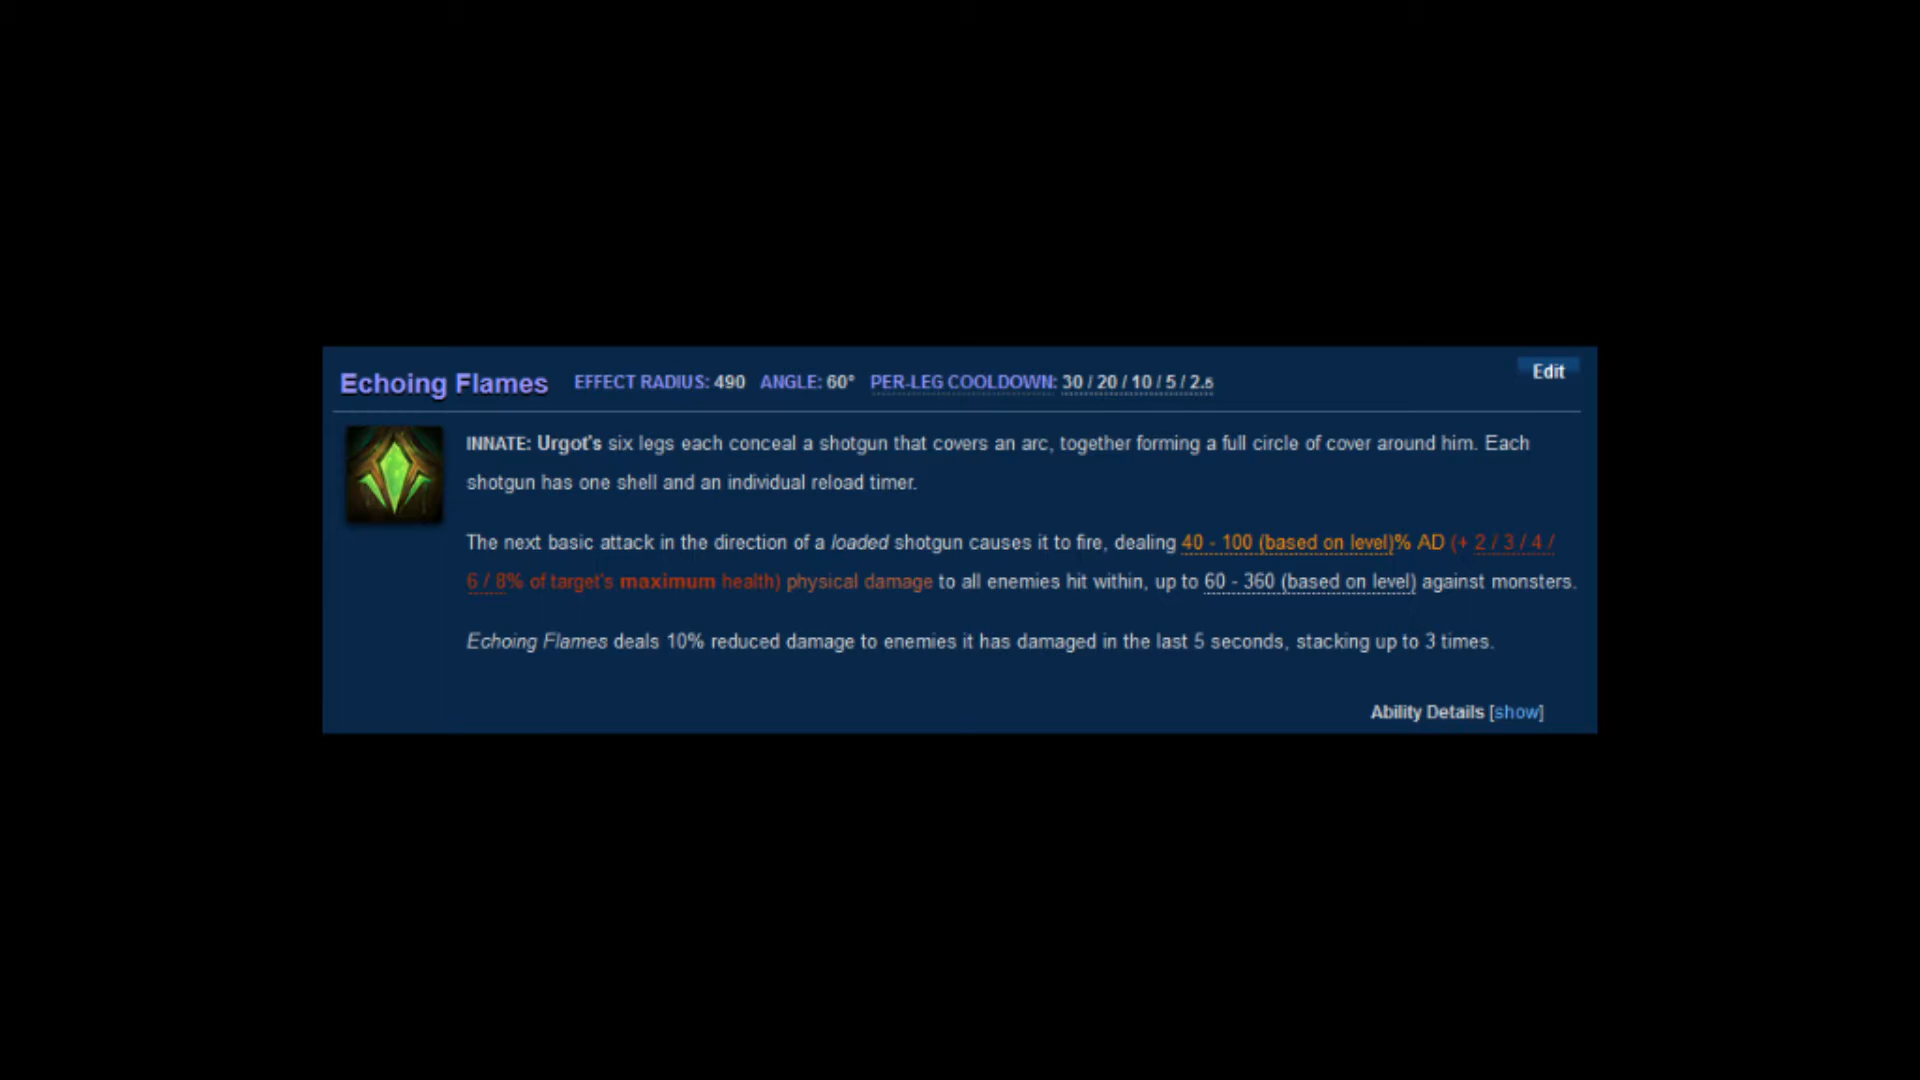 Echoing Flames EFFECT RADIUS: 490 ANGLE: 60° PER-LEG COOLDOWN: 30 / 20 / 10 / 5 / 2.5
Edit
INNATE: Urgot's six legs each conceal a shotgun that covers an arc, together forming a full circle of cover around him. Each
shotgun has one shell and an individual reload timer.
The next basic attack in the direction of a loaded shotgun causes it to fire, dealing 40 - 100 (based on level)% AD (+ 2 / 3 / 4 /
6 / 8% of target's maximum health) physical damage to all enemies hit within, up to 60 - 360 (based on level) against monsters.
Echoing Flames deals 10% reduced damage to enemies it has damaged in the last 5 seconds, stacking up to 3 times.
Ability Details [show]